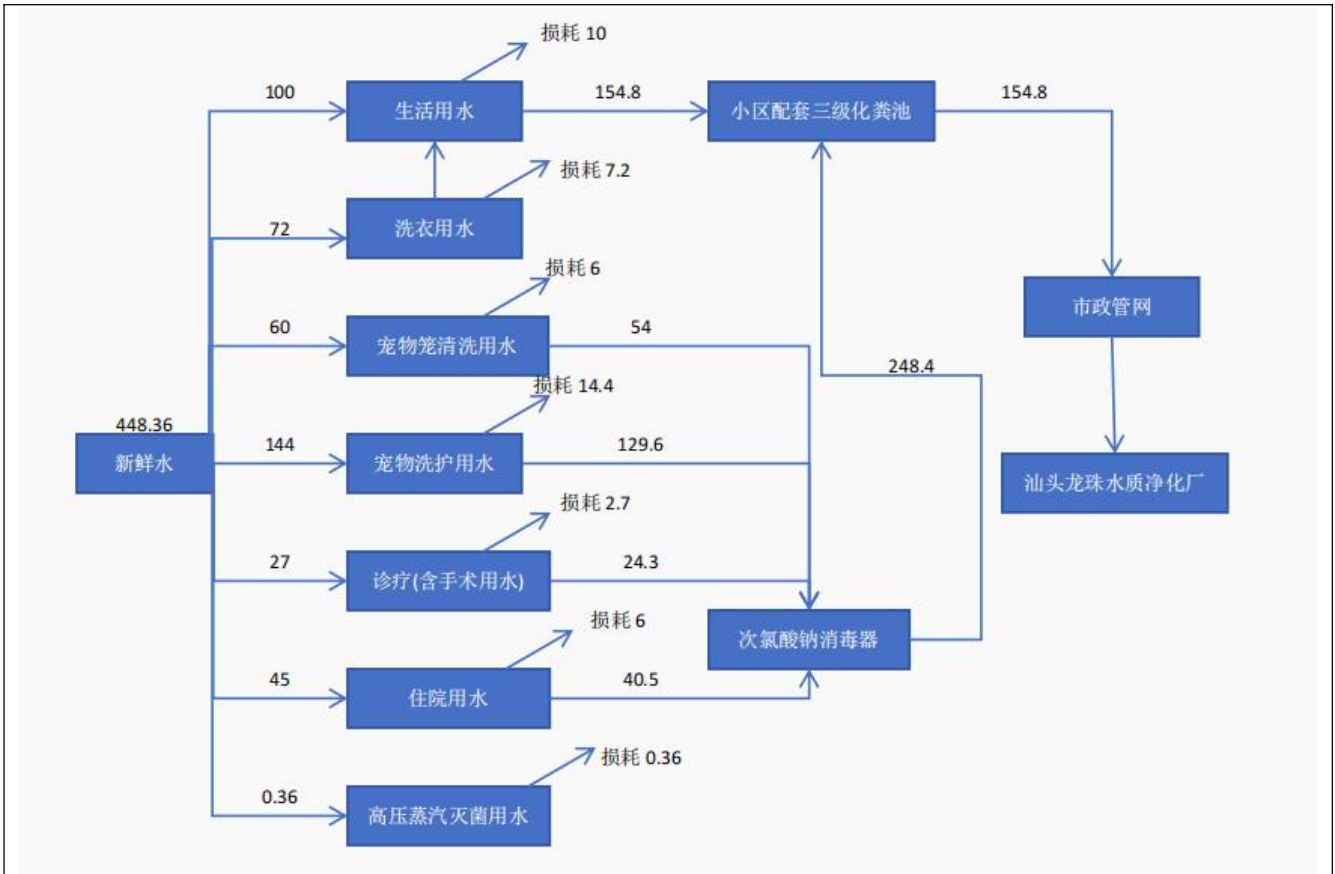 损耗 10
100
生活用水
154.8
小区配套三级化粪池
154.8
损耗 7.2
72
洗衣用水
损耗 6
60
宠物笼清洗用水
54
市政管网
248.4
损耗 14.4
448.36
新鲜水
144
宠物洗护用水
129.6
汕头龙珠水质净化厂
损耗 2.7
27
诊疗(含手术用水)
24.3
次氯酸钠消毒器
损耗 6
45
住院用水
40.5
损耗 0.36
0.36
高压蒸汽灭菌用水